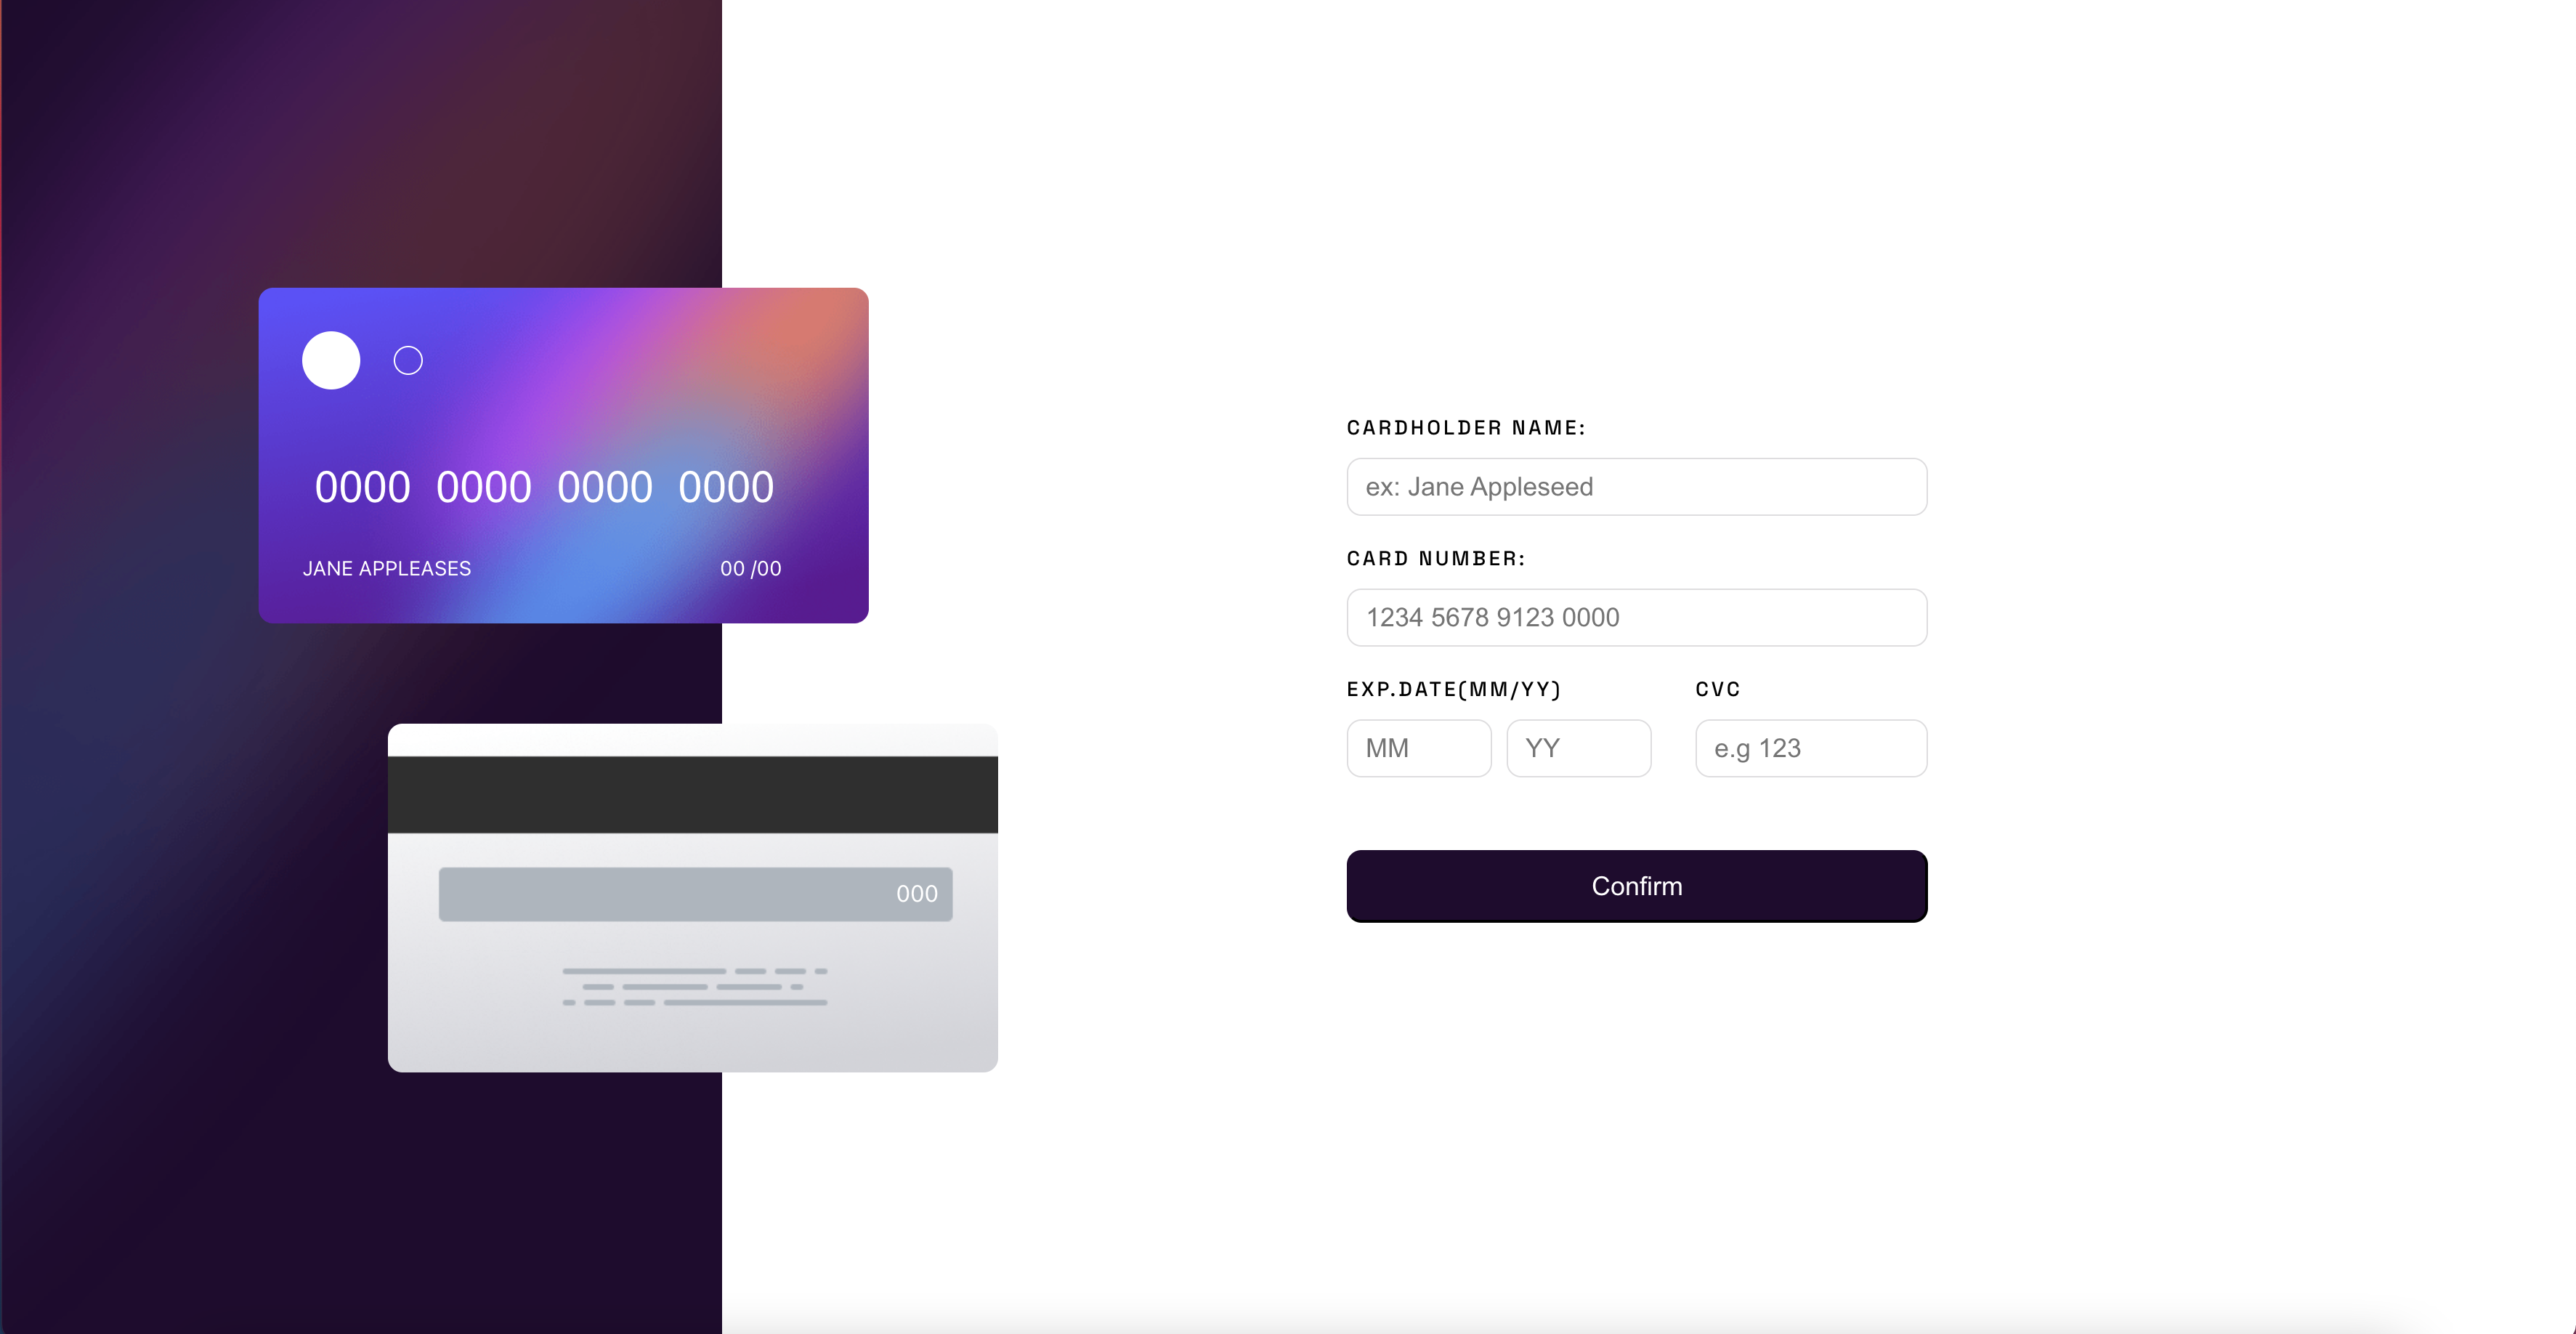 0000 0000 0000 0000
JANE APPLEASES 00 /00
000
CARDHOLDER NAME:
ex: Jane Appleseed
CARD NUMBER:
1234 5678 9123 0000
EXP.DATE(MM/YY) CVC
MM YY e.g 123
Confirm